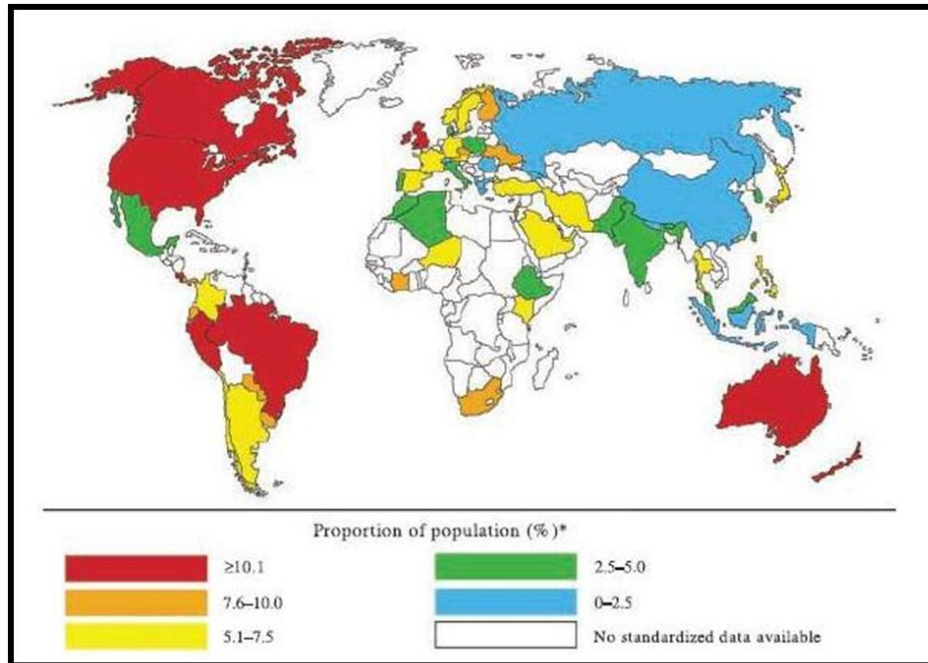 Proportion of population (%)*
≥10.1
7.6–10.0
5.1–7.5
2.5–5.0
0–2.5
No standardized data available